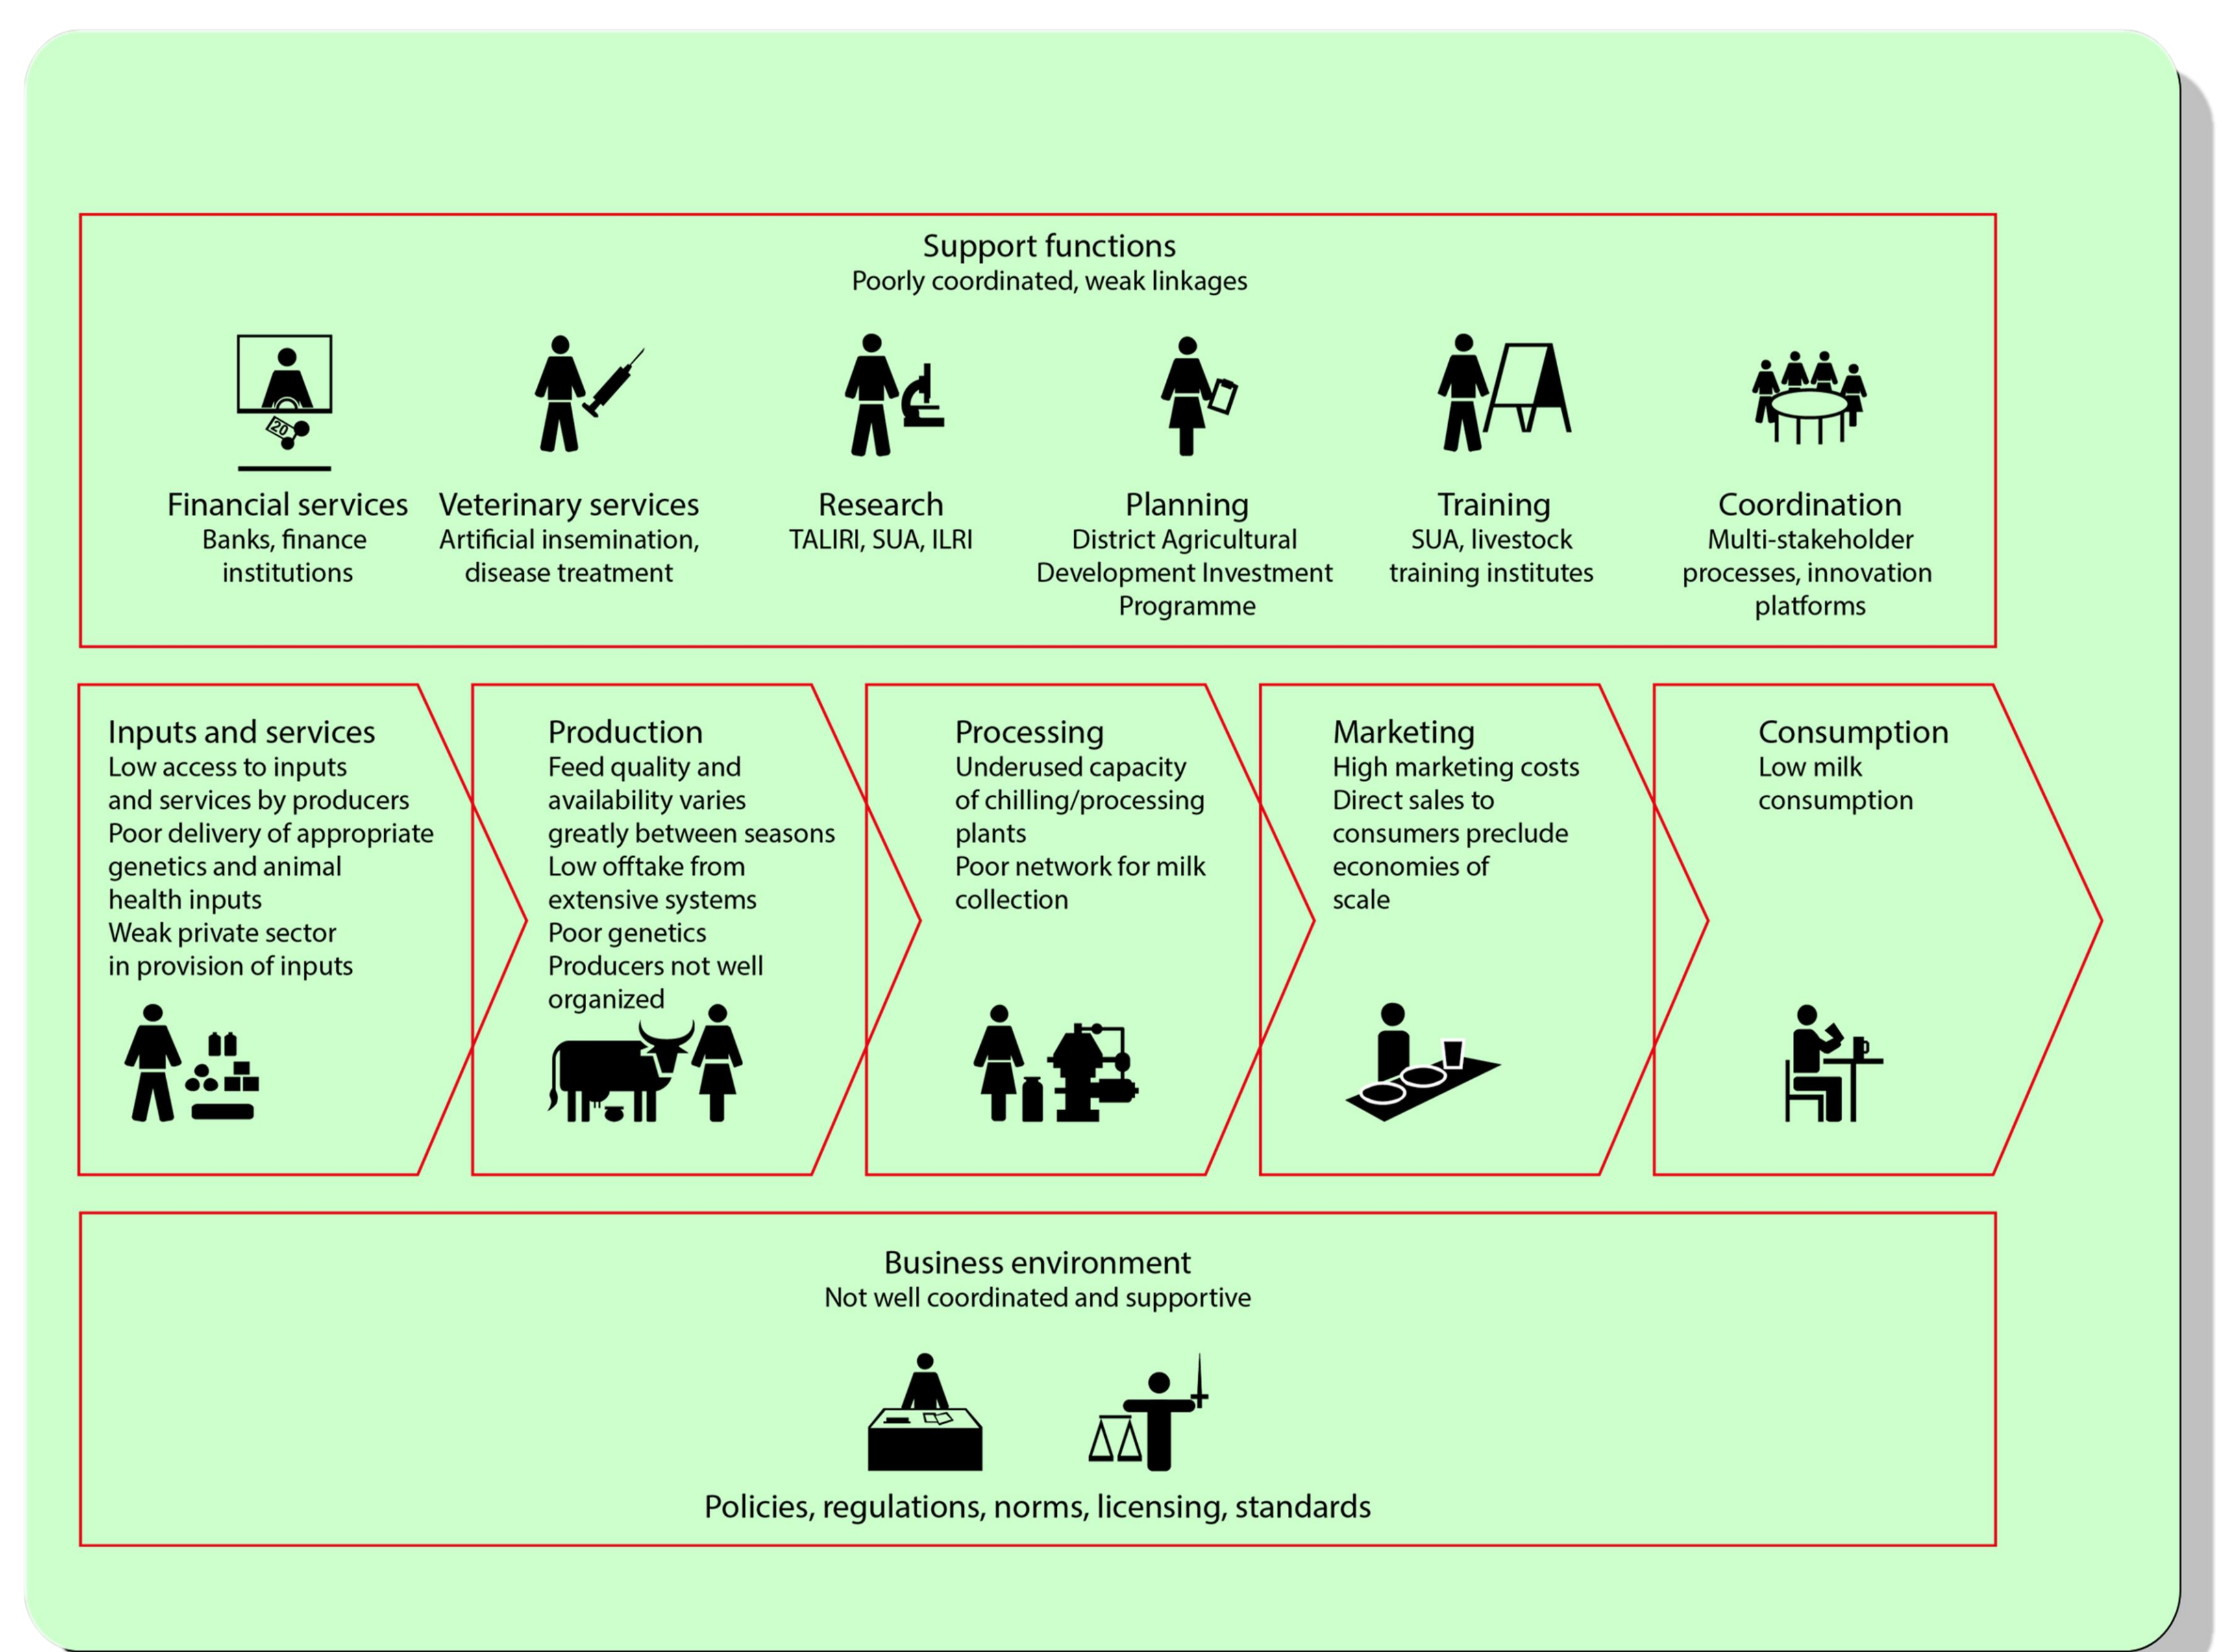 Support functions
Poorly coordinated, weak linkages
20
Financial services
Banks, finance
institutions
Veterinary services
Artificial insemination,
disease treatment
Research
TALIRI, SUA, ILRI
Planning
District Agricultural
Development Investment
Programme
Training
SUA, livestock
training institutes
Coordination
Multi-stakeholder
processes, innovation
platforms
Inputs and services
Low access to inputs
and services by producers
Poor delivery of appropriate
genetics and animal
health inputs
Weak private sector
in provision of inputs
Production
Feed quality and
availability varies
greatly between seasons
Low offtake from
extensive systems
Poor genetics
Producers not well
organized
Processing
Underused capacity
of chilling/processing
plants
Poor network for milk
collection
Marketing
High marketing costs
Direct sales to
consumers preclude
economies of
scale
Consumption
Low milk
consumption
Business environment
Not well coordinated and supportive
Policies, regulations, norms, licensing, standards